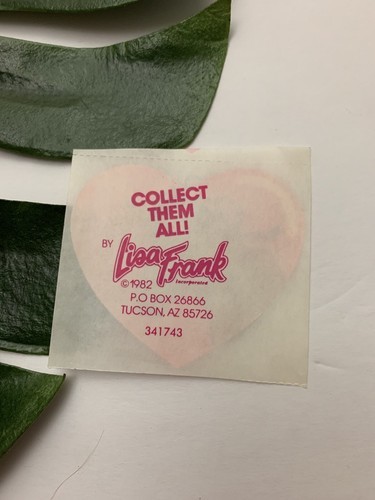 COLLECT
THEM
ALL!
BY Lisa Frank
incorporated
©1982
P.O BOX 26866
TUCSON, AZ 85726
341743